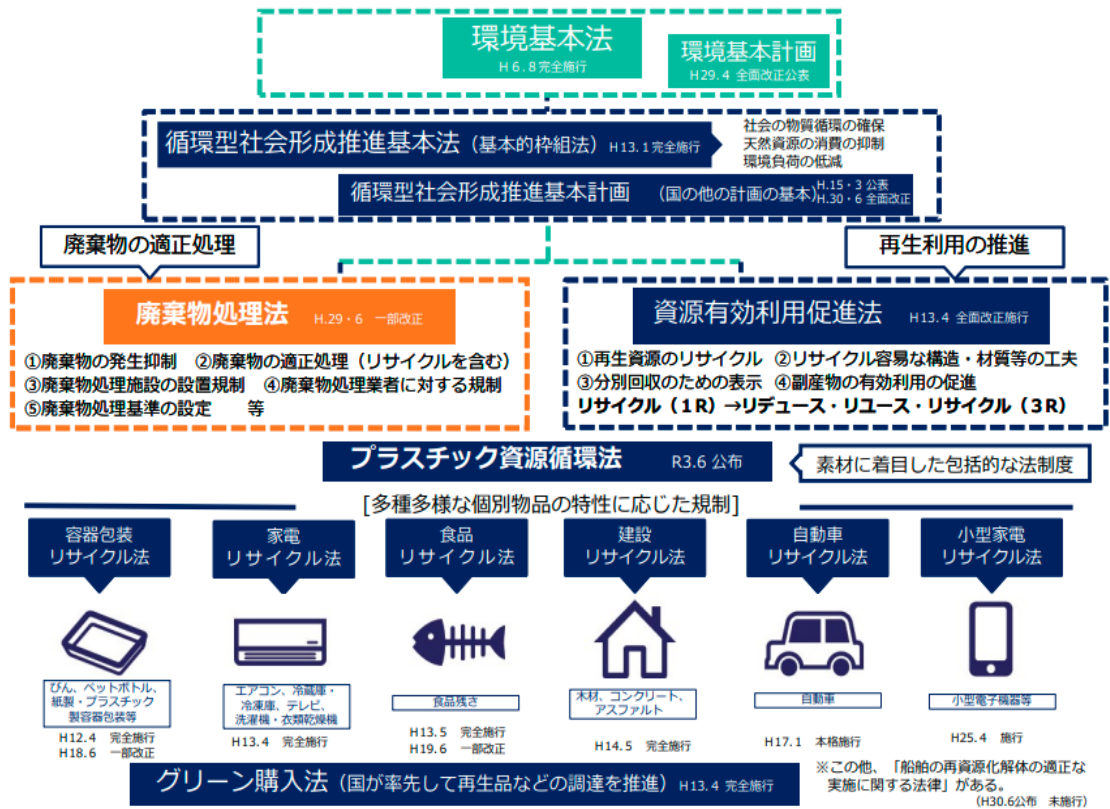 環境基本法
H 6.8 完全施行
環境基本計画
H29.4 全面改正公表
循環型社会形成推進基本法（基本的枠組法）H13.1 完全施行
社会の物質循環の確保
天然資源の消費の抑制
環境負荷の低減
循環型社会形成推進基本計画 （国の他の計画の基本）
H.15・3 公表
H.30・6 全面改正
廃棄物の適正処理
再生利用の推進
廃棄物処理法 H.29・6 一部改正
①廃棄物の発生抑制 ②廃棄物の適正処理（リサイクルを含む）
③廃棄物処理施設の設置規制 ④廃棄物処理業者に対する規制
⑤廃棄物処理基準の設定 等
資源有効利用促進法 H13.4 全面改正施行
①再生資源のリサイクル ②リサイクル容易な構造・材質等の工夫
③分別回収のための表示 ④副産物の有効利用の促進
リサイクル（１R）→リデュース・リユース・リサイクル（３R）
プラスチック資源循環法 R3.6 公布
素材に着目した包括的な法制度
[多種多様な個別物品の特性に応じた規制]
容器包装
リサイクル法
びん、ペットボトル、
紙製・プラスチック
製容器包装等
H12.4 完全施行
H18.6 一部改正
家電
リサイクル法
エアコン、冷蔵庫・
冷凍庫、テレビ、
洗濯機・衣類乾燥機
H13.4 完全施行
食品
リサイクル法
食品残さ
H13.5 完全施行
H19.6 一部改正
建設
リサイクル法
木材、コンクリート、
アスファルト
H14.5 完全施行
自動車
リサイクル法
自動車
H17.1 本格施行
小型家電
リサイクル法
小型電子機器等
H25.4 施行
グリーン購入法（国が率先して再生品などの調達を推進）H13.4 完全施行
※この他、「船舶の再資源化解体の適正な
実施に関する法律」がある。
（H30.6公布 未施行）